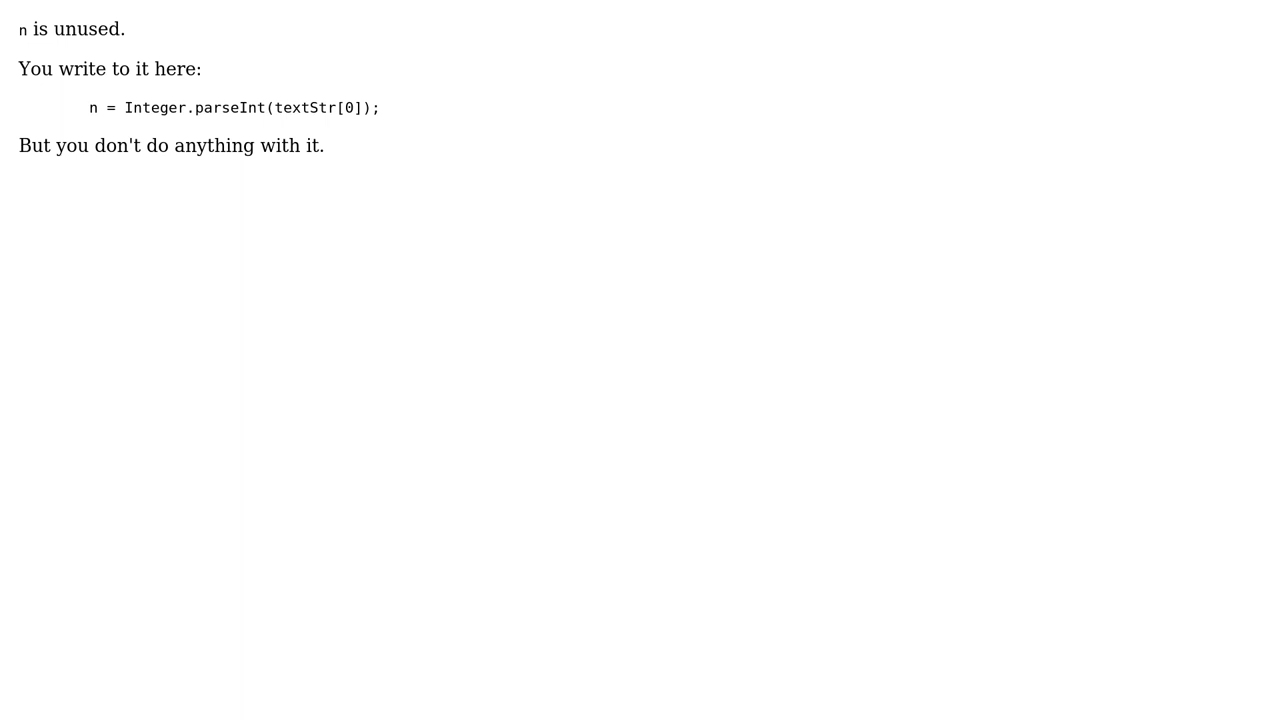 n is unused.
You write to it here:
n = Integer.parseInt(textStr[0]);
But you don't do anything with it.